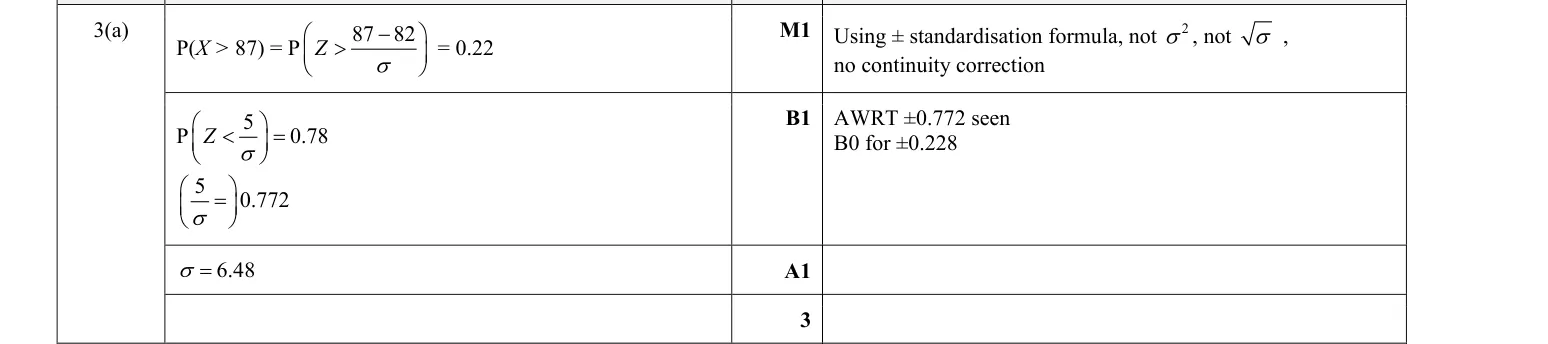 3(a)
P(X > 87) = P(Z > (87 – 82)/σ) = 0.22
M1
Using ± standardisation formula, not σ², not √σ ,
no continuity correction
P(Z < 5/σ) = 0.78
(5/σ =) 0.772
B1
AWRT ±0.772 seen
B0 for ±0.228
σ = 6.48
A1
3